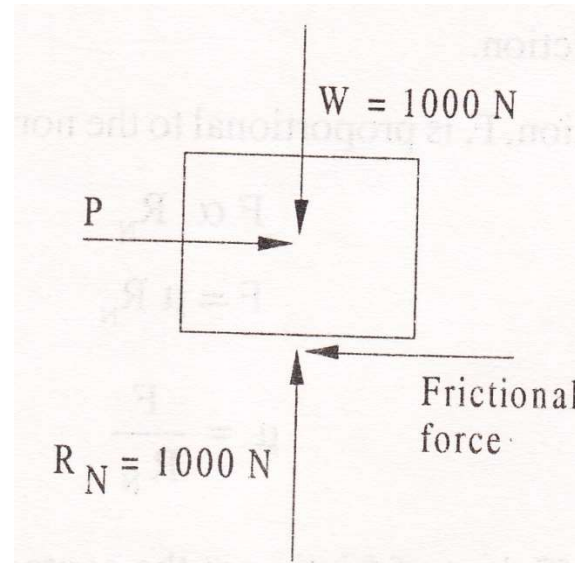 W = 1000 N
P
Frictional
force
R_N = 1000 N